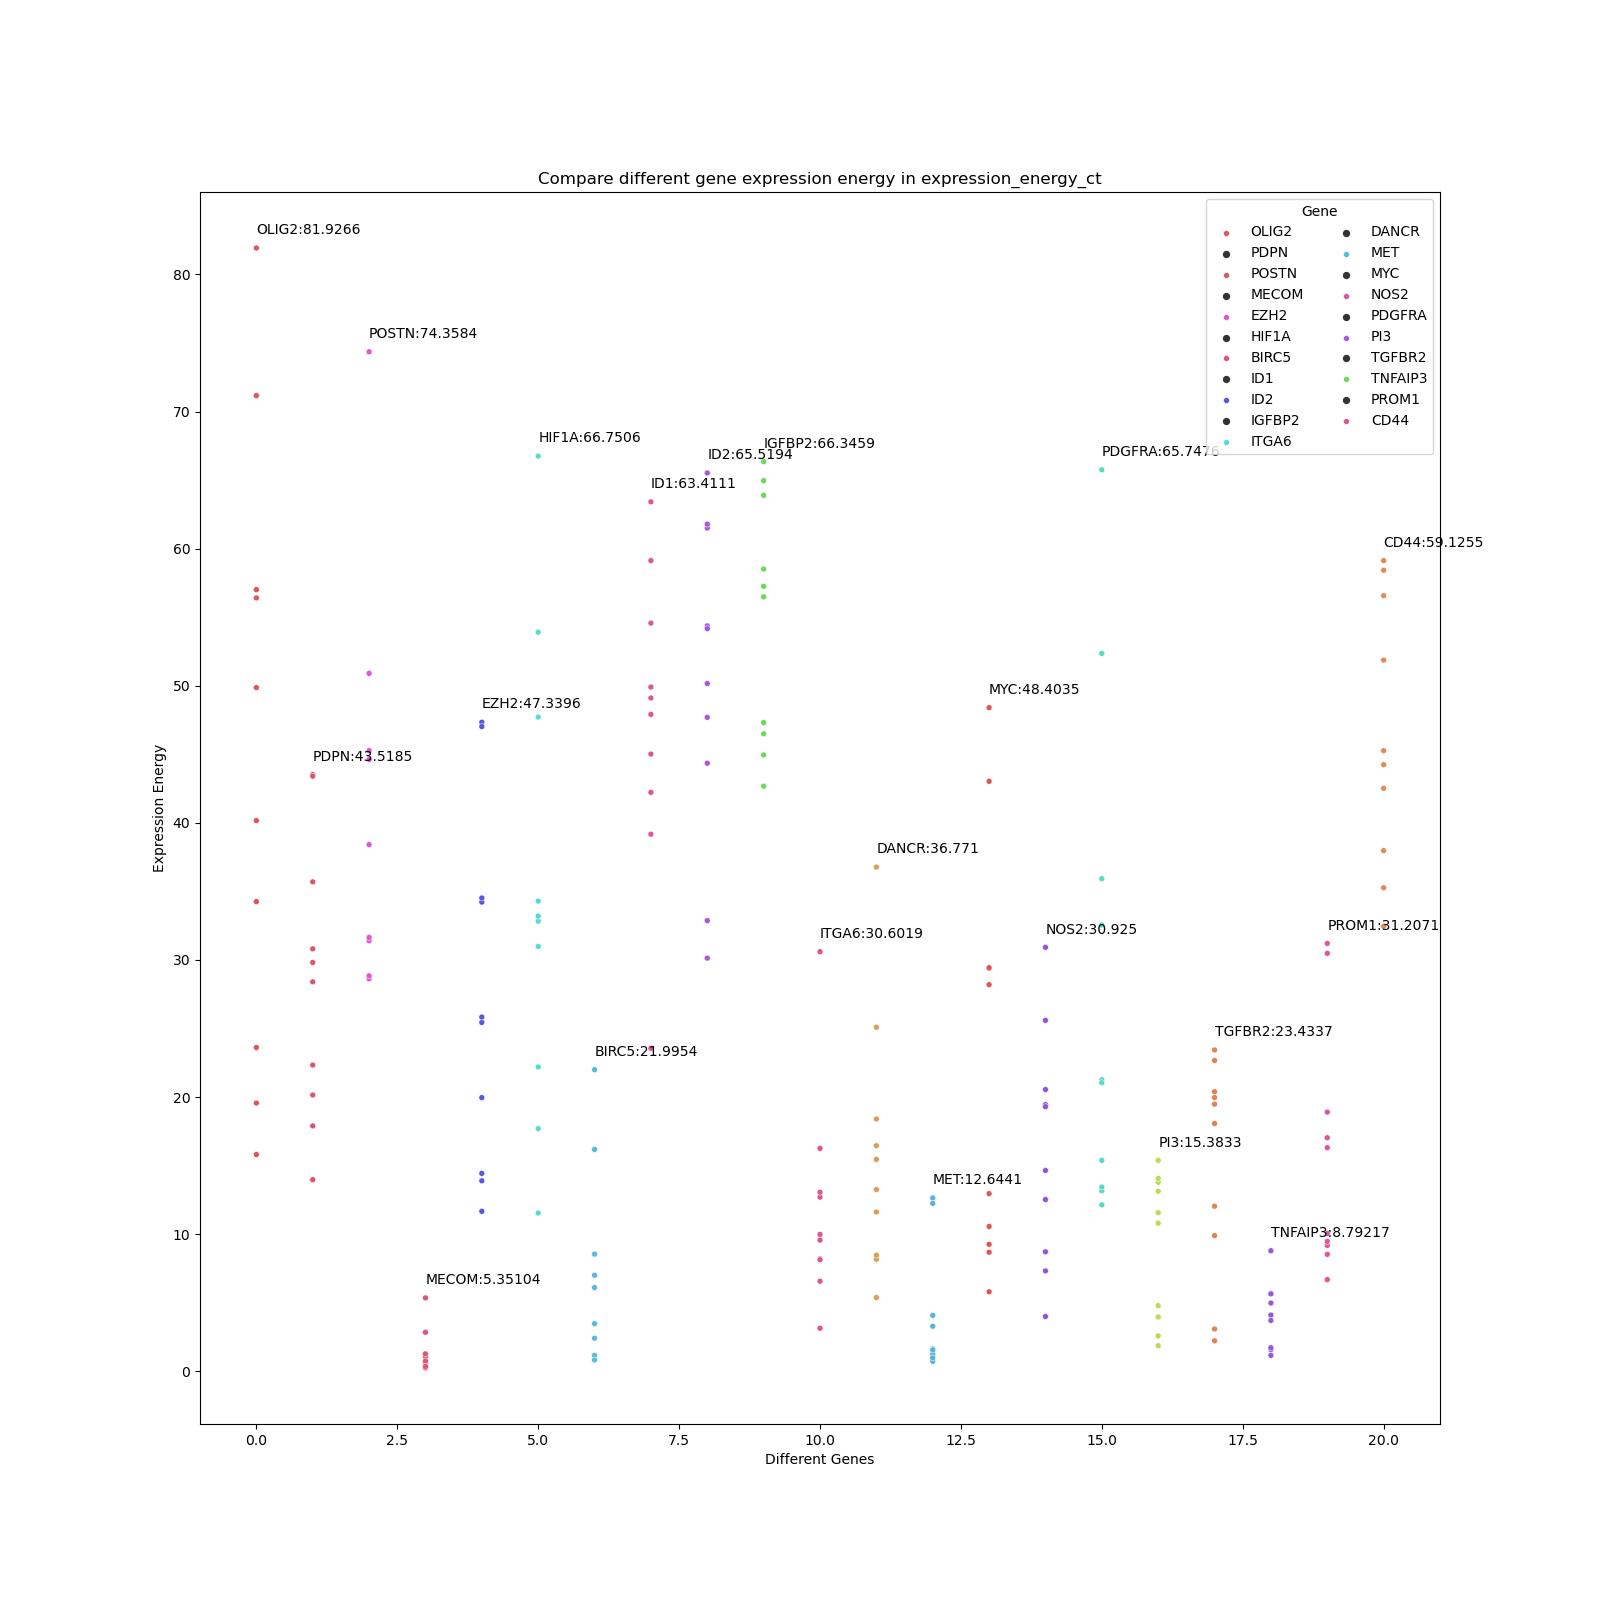 Compare different gene expression energy in expression_energy_ct
Gene
OLIG2
PDPN
POSTN
MECOM
EZH2
HIF1A
BIRC5
ID1
ID2
IGFBP2
ITGA6
DANCR
MET
MYC
NOS2
PDGFRA
PI3
TGFBR2
TNFAIP3
PROM1
CD44
OLIG2:81.9266
POSTN:74.3584
HIF1A:66.7506
IGFBP2:66.3459
ID2:65.5194
PDGFRA:65.7476
ID1:63.4111
CD44:59.1255
EZH2:47.3396
MYC:48.4035
PDPN:43.5185
DANCR:36.771
ITGA6:30.6019
NOS2:30.925
PROM1:31.2071
BIRC5:21.9954
TGFBR2:23.4337
PI3:15.3833
MET:12.6441
TNFAIP3:8.79217
MECOM:5.35104
Expression Energy
80
70
60
50
40
30
20
10
0
0.0 2.5 5.0 7.5 10.0 12.5 15.0 17.5 20.0
Different Genes